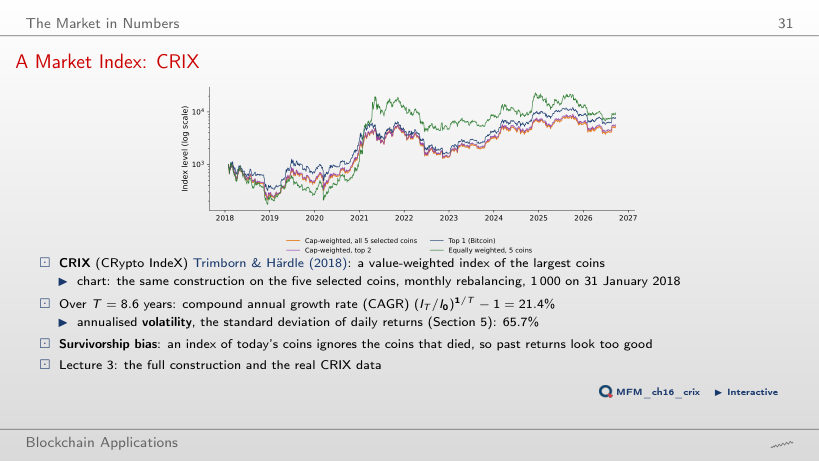 The Market in Numbers 31
A Market Index: CRIX
Index level (log scale)
10⁴
10³
2018 2019 2020 2021 2022 2023 2024 2025 2026 2027
Cap-weighted, all 5 selected coins Top 1 (Bitcoin)
Cap-weighted, top 2 Equally weighted, 5 coins
CRIX (CRypto IndeX) Trimborn & Härdle (2018): a value-weighted index of the largest coins
▶ chart: the same construction on the five selected coins, monthly rebalancing, 1 000 on 31 January 2018
Over T = 8.6 years: compound annual growth rate (CAGR) (I_T/I_0)^{1/T} − 1 = 21.4%
▶ annualised volatility, the standard deviation of daily returns (Section 5): 65.7%
Survivorship bias: an index of today's coins ignores the coins that died, so past returns look too good
Lecture 3: the full construction and the real CRIX data
MFM_ch16_crix ▶ Interactive
Blockchain Applications